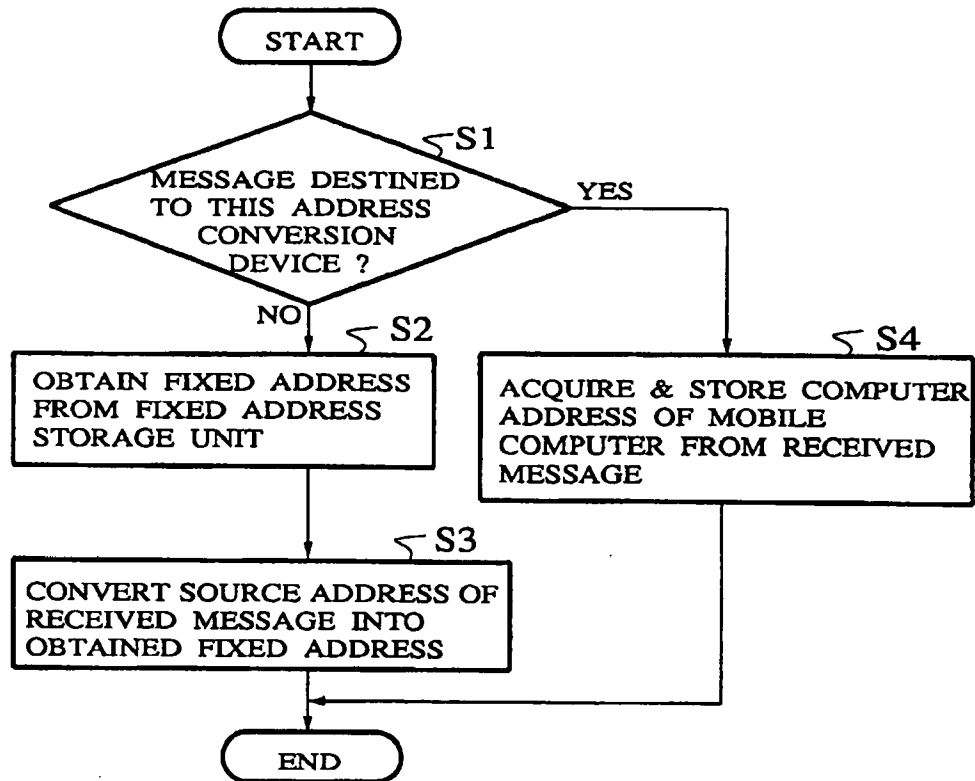 START
S1
MESSAGE DESTINED
TO THIS ADDRESS
CONVERSION
DEVICE ?
YES
NO
S2
OBTAIN FIXED ADDRESS
FROM FIXED ADDRESS
STORAGE UNIT
S4
ACQUIRE & STORE COMPUTER
ADDRESS OF MOBILE
COMPUTER FROM RECEIVED
MESSAGE
S3
CONVERT SOURCE ADDRESS OF
RECEIVED MESSAGE INTO
OBTAINED FIXED ADDRESS
END